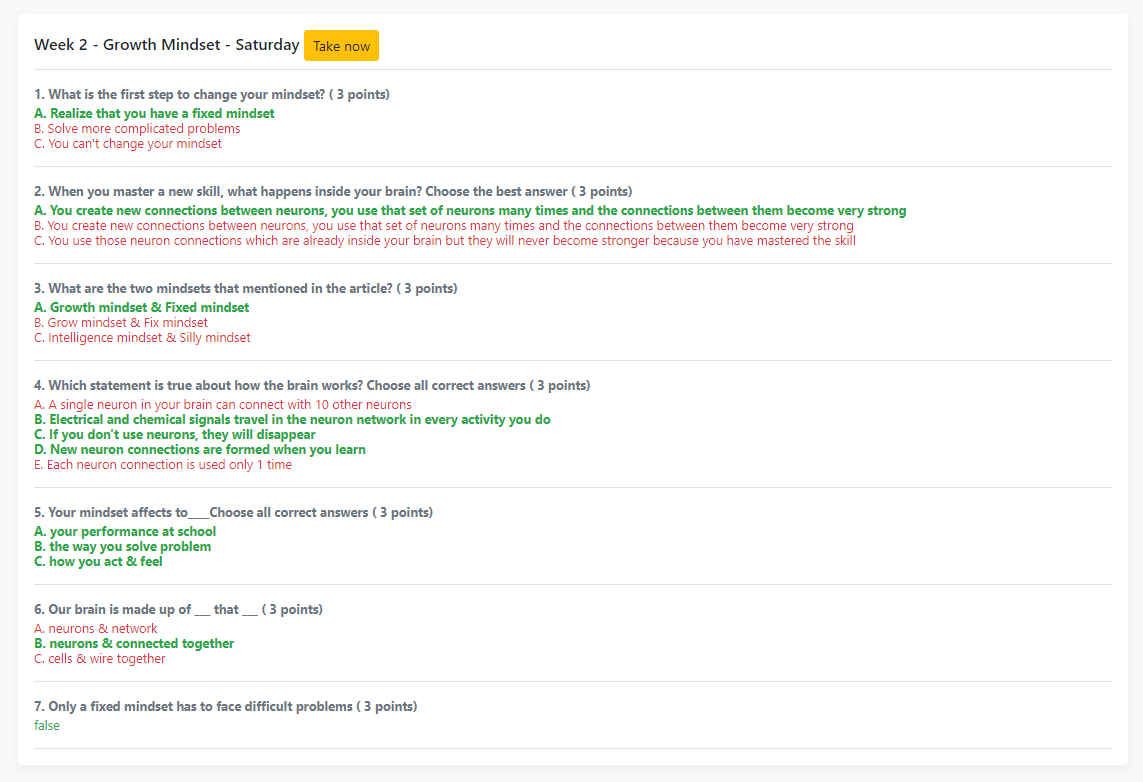 Week 2 - Growth Mindset - Saturday Take now
1. What is the first step to change your mindset? ( 3 points)
A. Realize that you have a fixed mindset
B. Solve more complicated problems
C. You can't change your mindset
2. When you master a new skill, what happens inside your brain? Choose the best answer ( 3 points)
A. You create new connections between neurons, you use that set of neurons many times and the connections between them become very strong
B. You create new connections between neurons, you use that set of neurons many times and the connections between them become very strong
C. You use those neuron connections which are already inside your brain but they will never become stronger because you have mastered the skill
3. What are the two mindsets that mentioned in the article? ( 3 points)
A. Growth mindset & Fixed mindset
B. Grow mindset & Fix mindset
C. Intelligence mindset & Silly mindset
4. Which statement is true about how the brain works? Choose all correct answers ( 3 points)
A. A single neuron in your brain can connect with 10 other neurons
B. Electrical and chemical signals travel in the neuron network in every activity you do
C. If you don't use neurons, they will disappear
D. New neuron connections are formed when you learn
E. Each neuron connection is used only 1 time
5. Your mindset affects to____Choose all correct answers ( 3 points)
A. your performance at school
B. the way you solve problem
C. how you act & feel
6. Our brain is made up of ___ that ___ ( 3 points)
A. neurons & network
B. neurons & connected together
C. cells & wire together
7. Only a fixed mindset has to face difficult problems ( 3 points)
false